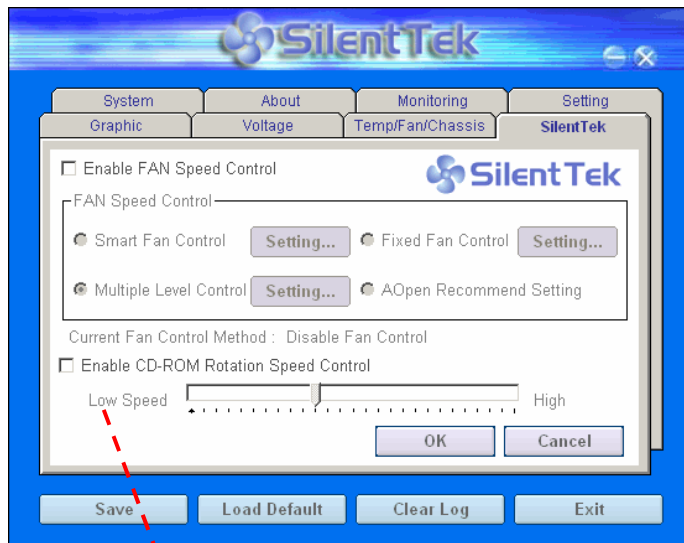 SilentTek
System About Monitoring Setting
Graphic Voltage Temp/Fan/Chassis SilentTek
Enable FAN Speed Control
SilentTek
FAN Speed Control
Smart Fan Control Setting... Fixed Fan Control Setting...
Multiple Level Control Setting... AOpen Recommend Setting
Current Fan Control Method : Disable Fan Control
Enable CD-ROM Rotation Speed Control
Low Speed High
OK Cancel
Save Load Default Clear Log Exit